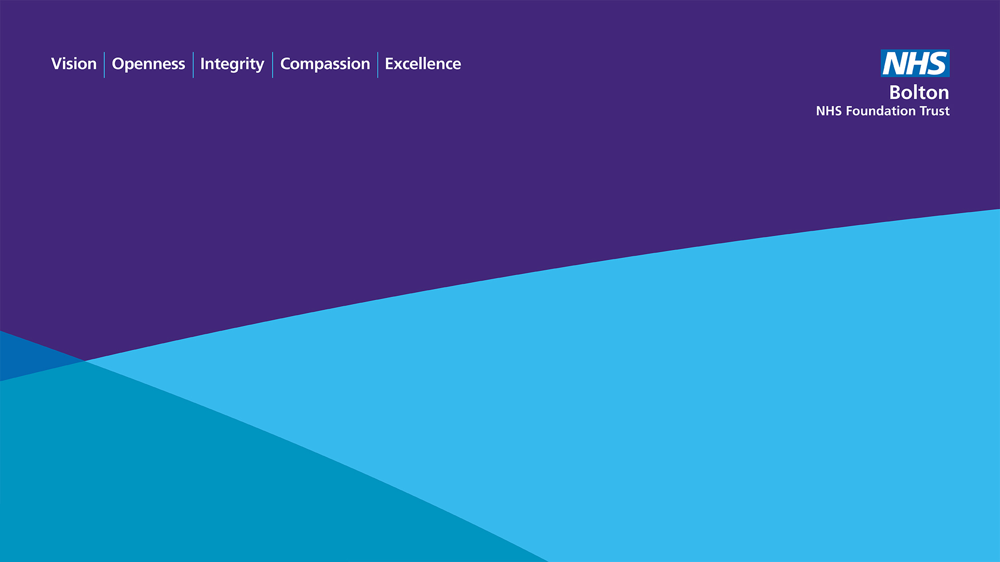 Vision | Openness | Integrity | Compassion | Excellence
NHS
Bolton
NHS Foundation Trust